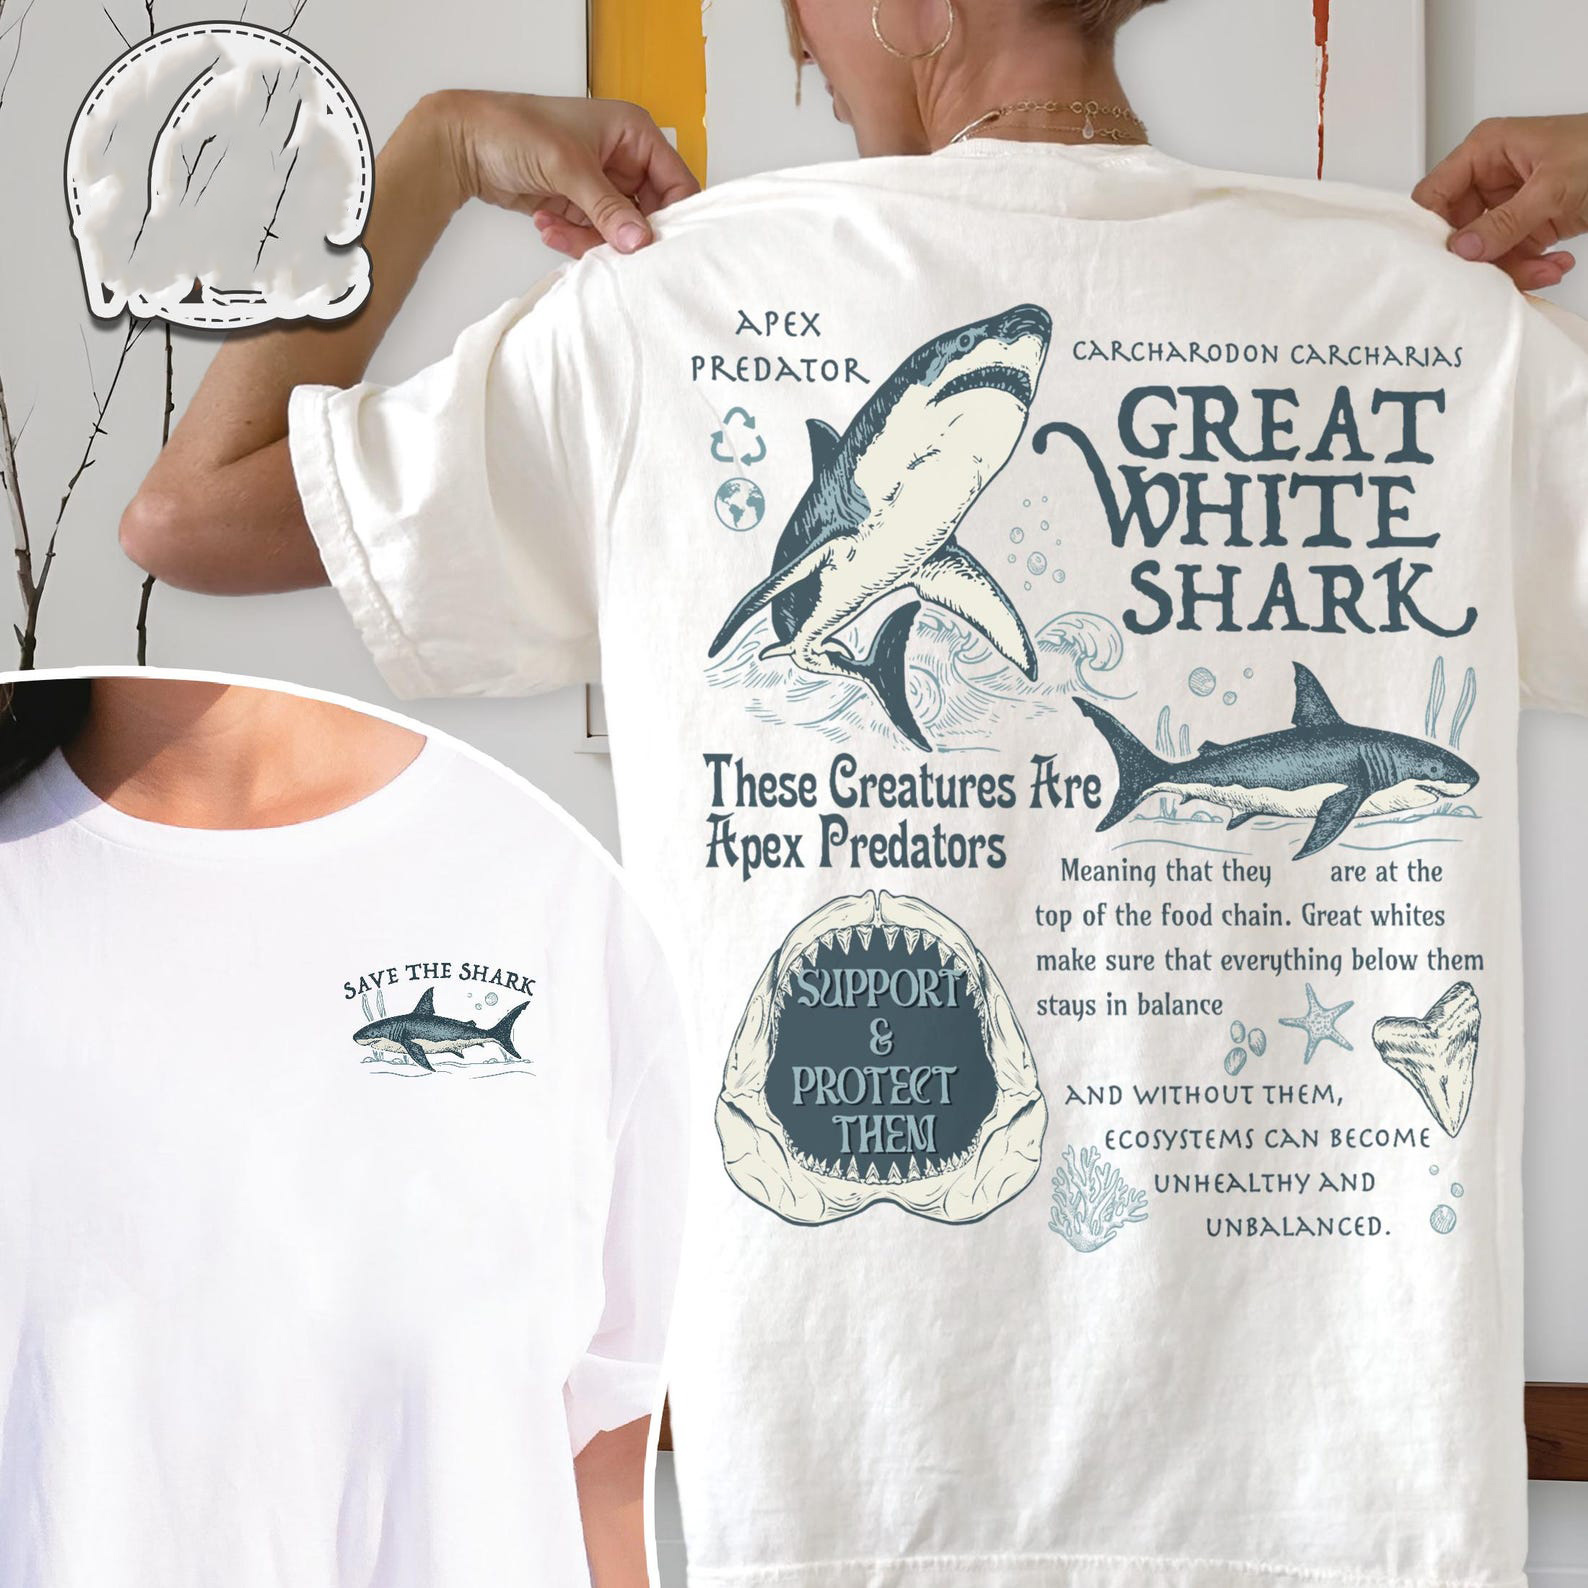 APEX
PREDATOR
CARCHARODON CARCHARIAS
GREAT
WHITE
SHARK
These Creatures Are
Apex Predators
Meaning that they are at the
top of the food chain. Great whites
make sure that everything below them
stays in balance
SUPPORT
&
PROTECT
THEM
AND WITHOUT THEM,
ECOSYSTEMS CAN BECOME
UNHEALTHY AND
UNBALANCED.
SAVE THE SHARK